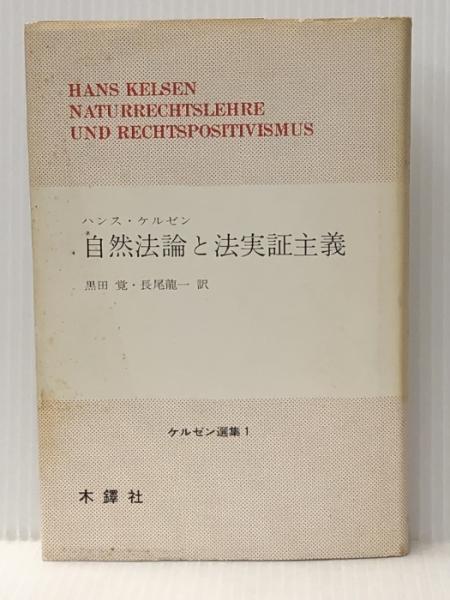 HANS KELSEN
NATURRECHTSLEHRE
UND RECHTSPOSITIVISMUS
ハンス・ケルゼン
自然法論と法実証主義
黒田 覚・長尾龍一 訳
ケルゼン選集1
木鐸社